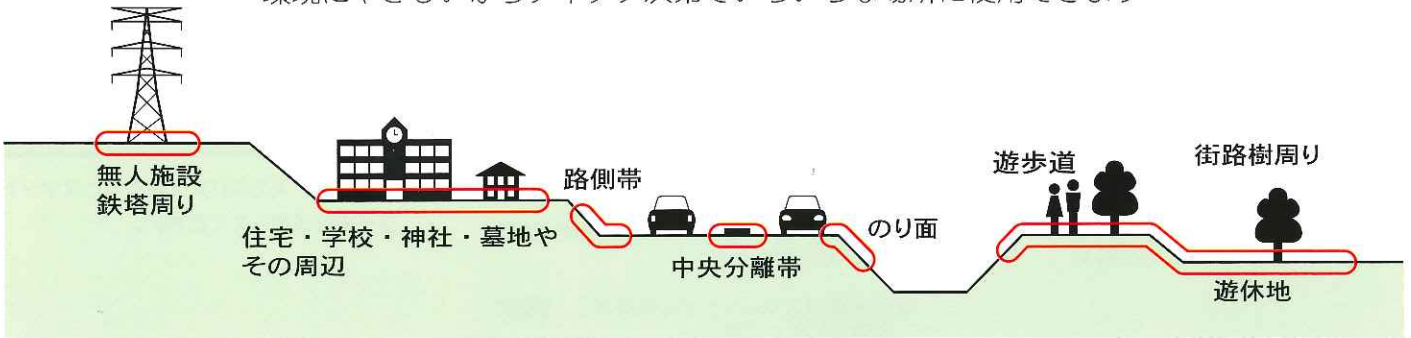 無人施設
鉄塔周り
住宅・学校・神社・墓地や
その周辺
路側帯
中央分離帯
のり面
遊歩道
街路樹周り
遊休地